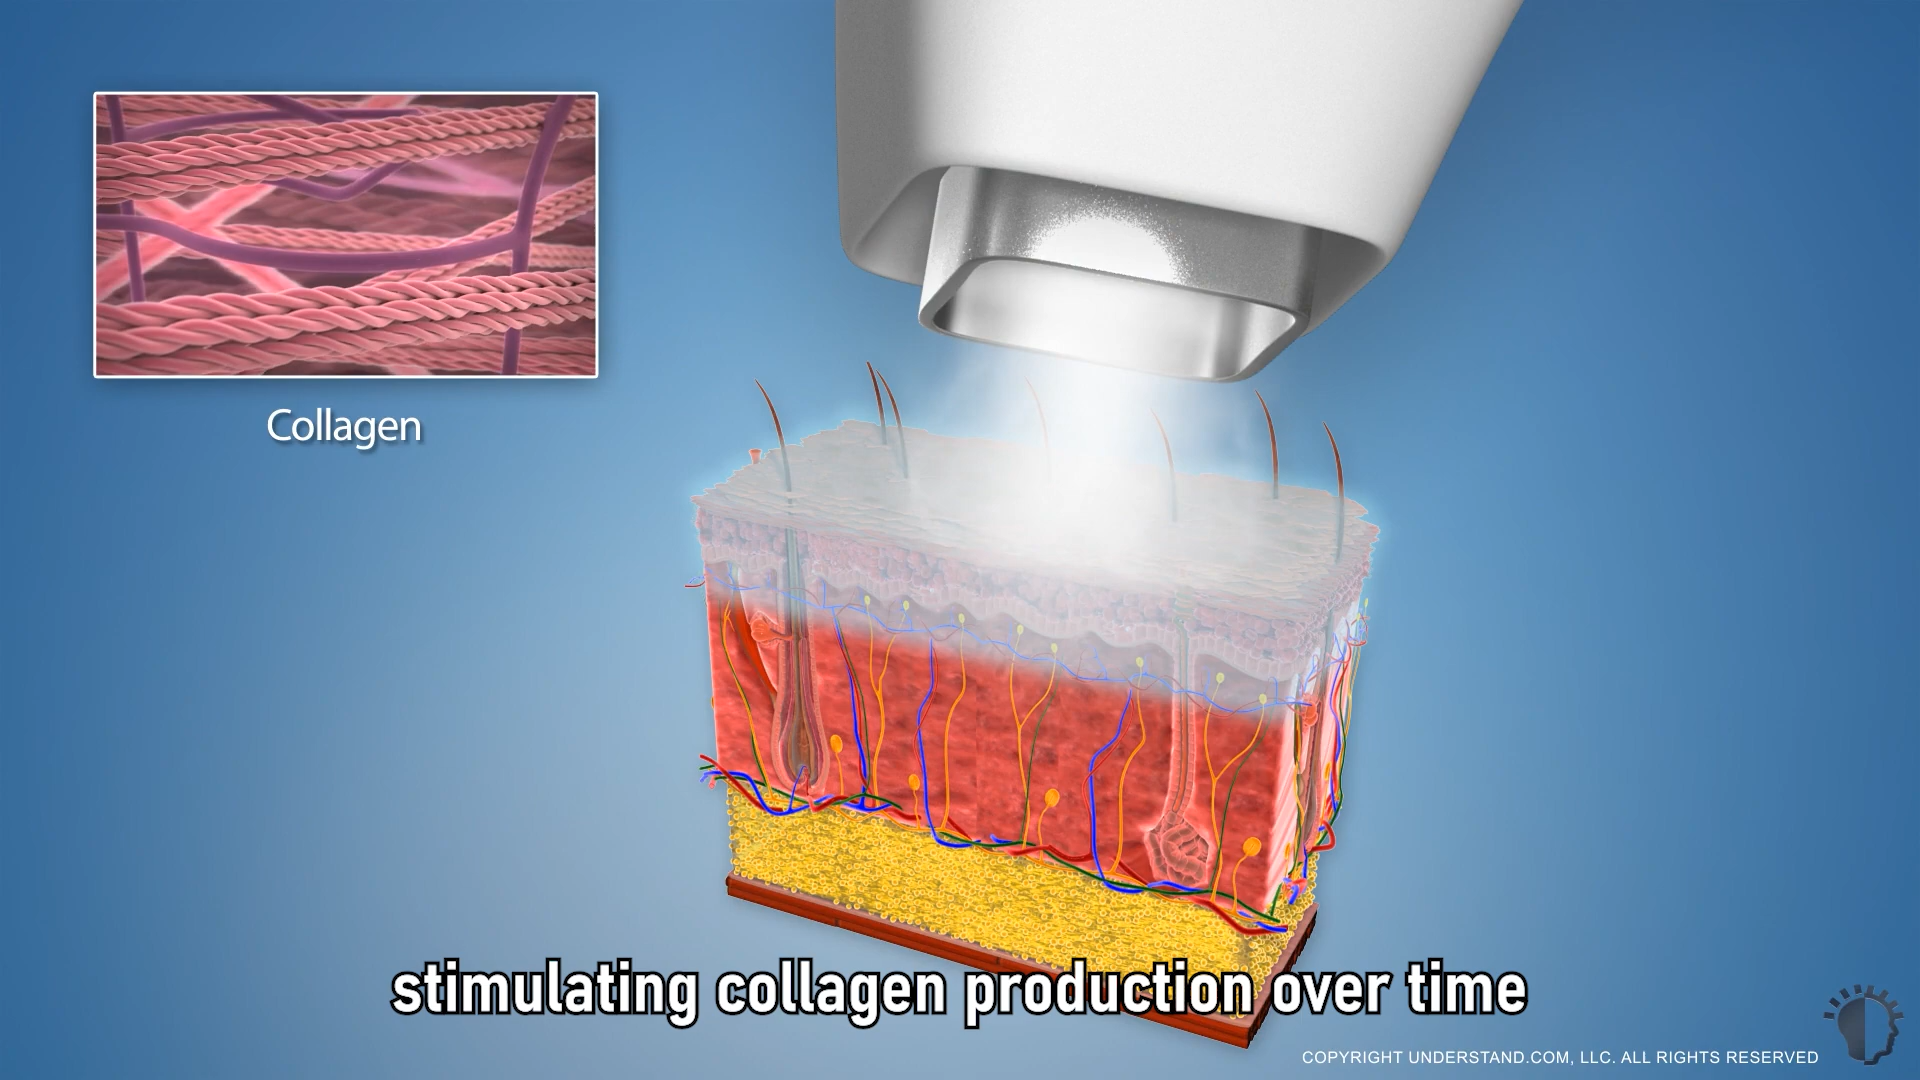 Collagen
stimulating collagen production over time
COPYRIGHT UNDERSTAND.COM, LLC. ALL RIGHTS RESERVED